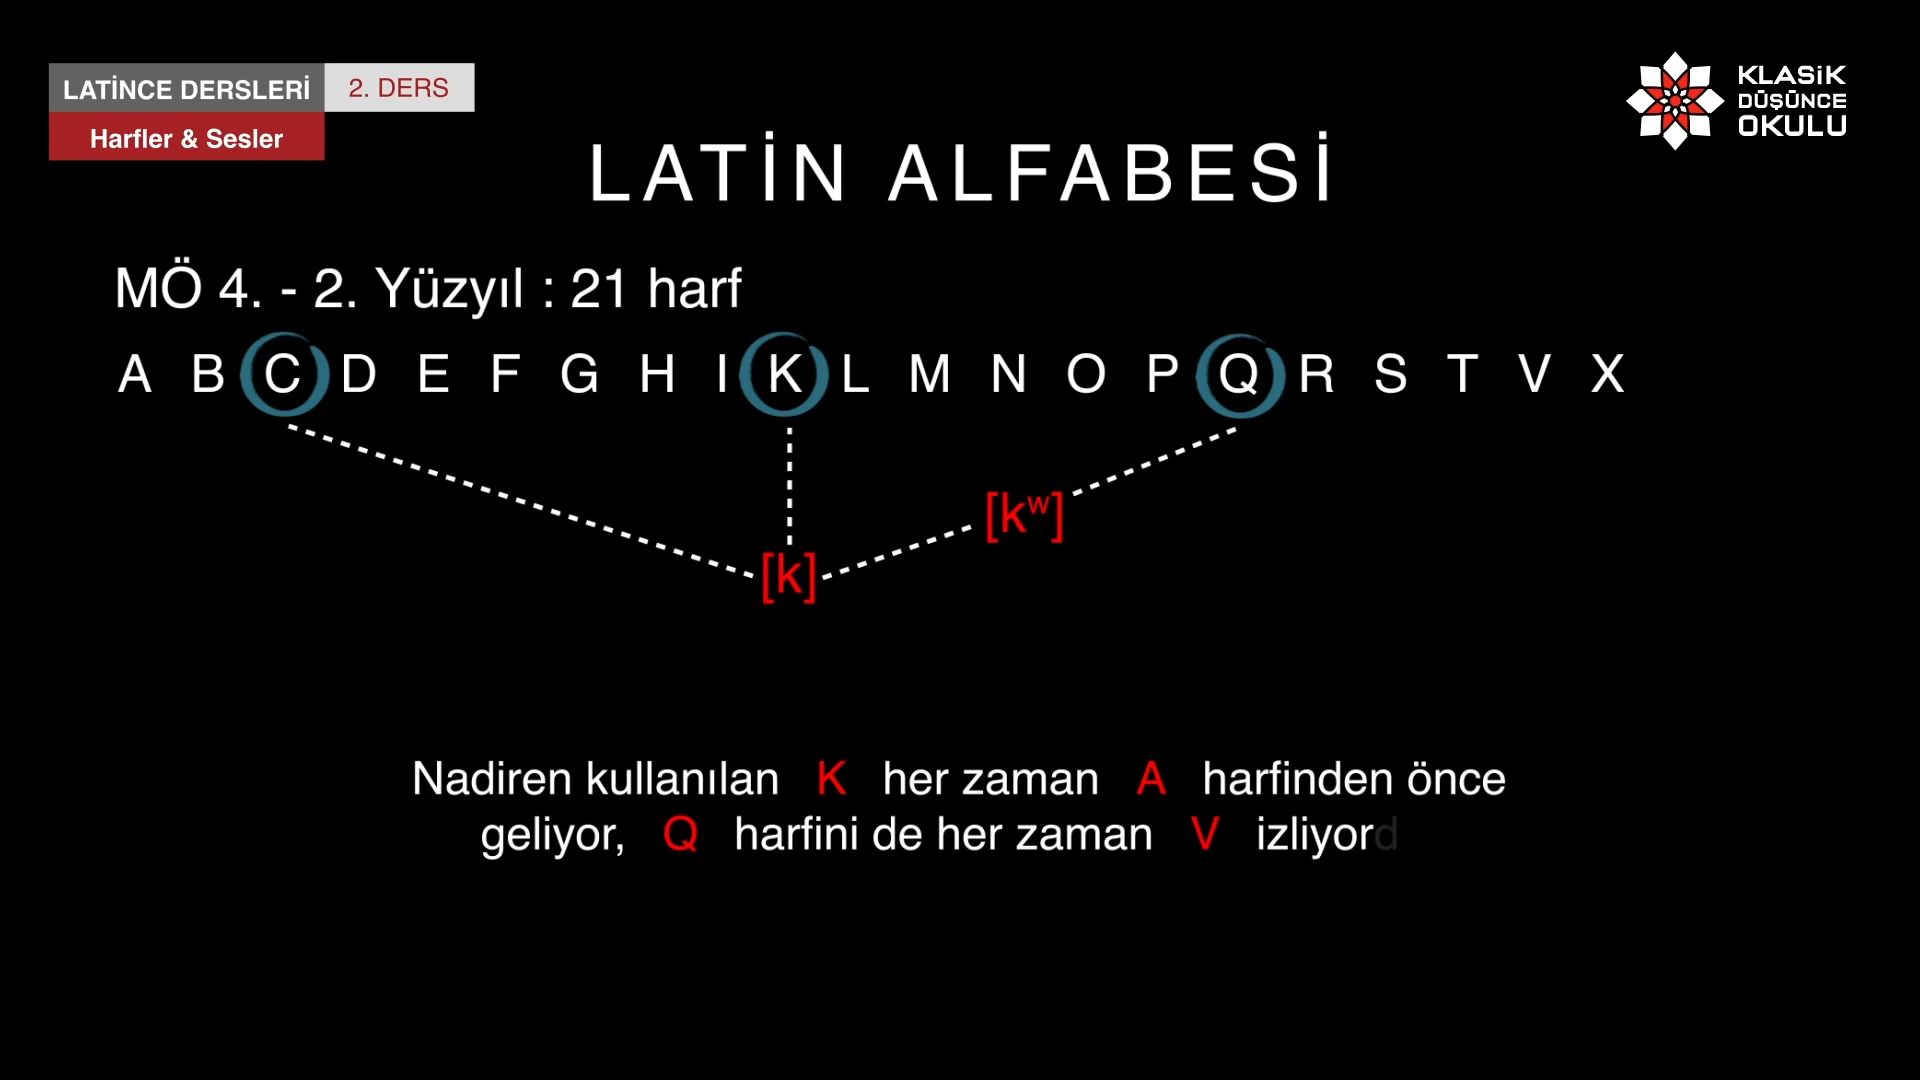 LATİNCE DERSLERİ 2. DERS
Harfler & Sesler
KLASİK
DÜŞÜNCE
OKULU
LATİN ALFABESİ
MÖ 4. - 2. Yüzyıl : 21 harf
A B C D E F G H I K L M N O P Q R S T V X
[kʷ]
[k]
Nadiren kullanılan K her zaman A harfinden önce
geliyor, Q harfini de her zaman V izliyord